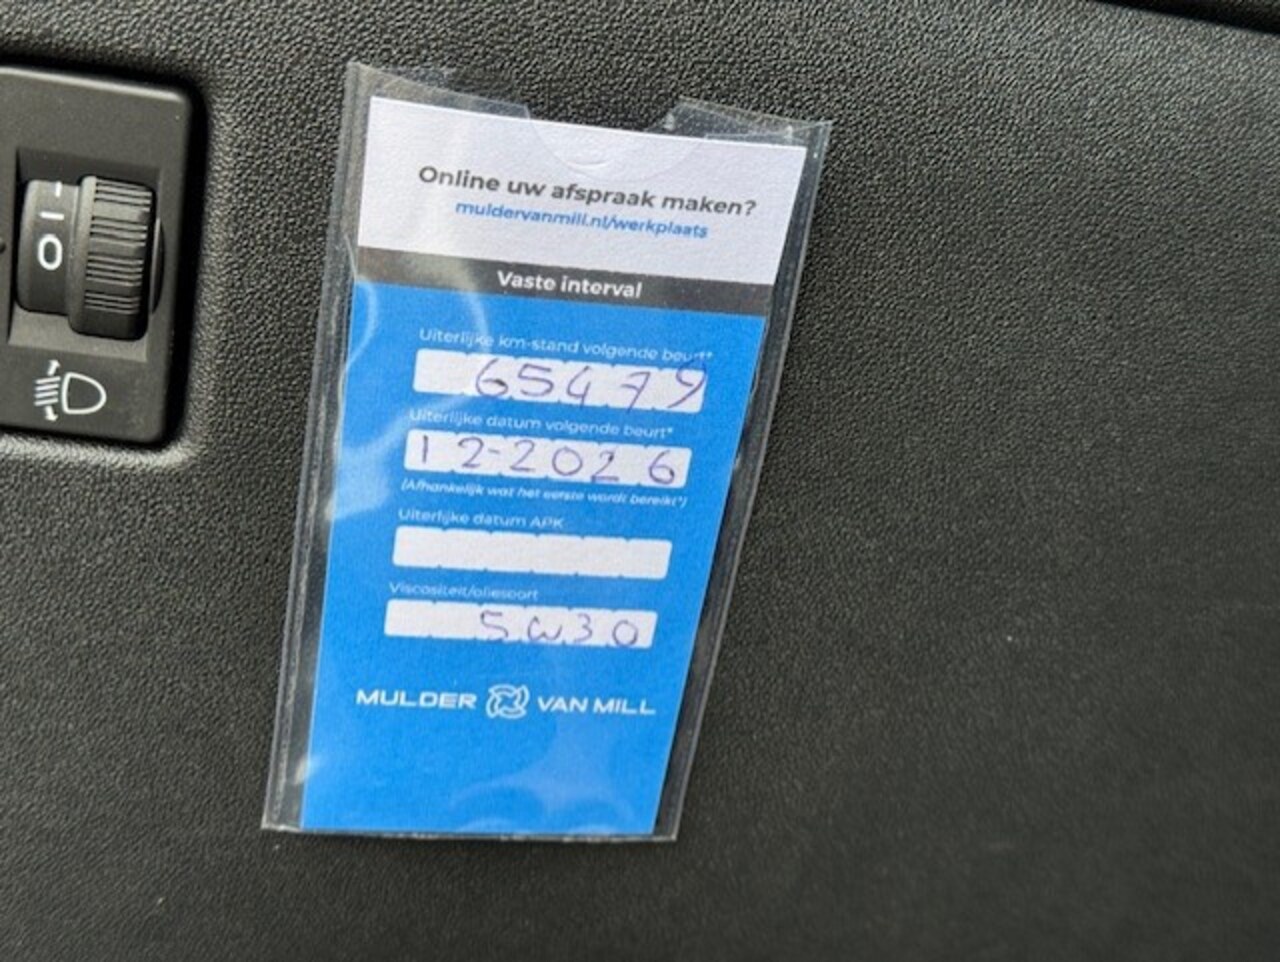 Online uw afspraak maken?
muldervanmill.nl/werkplaats
Vaste interval
Uiterlijke km-stand volgende beurt*
65479
Uiterlijke datum volgende beurt*
12-2026
(Afhankelijk wat het eerste wordt bereikt*)
Uiterlijke datum APK
Viscositeit/oliesoort
5W30
MULDER VAN MILL
0